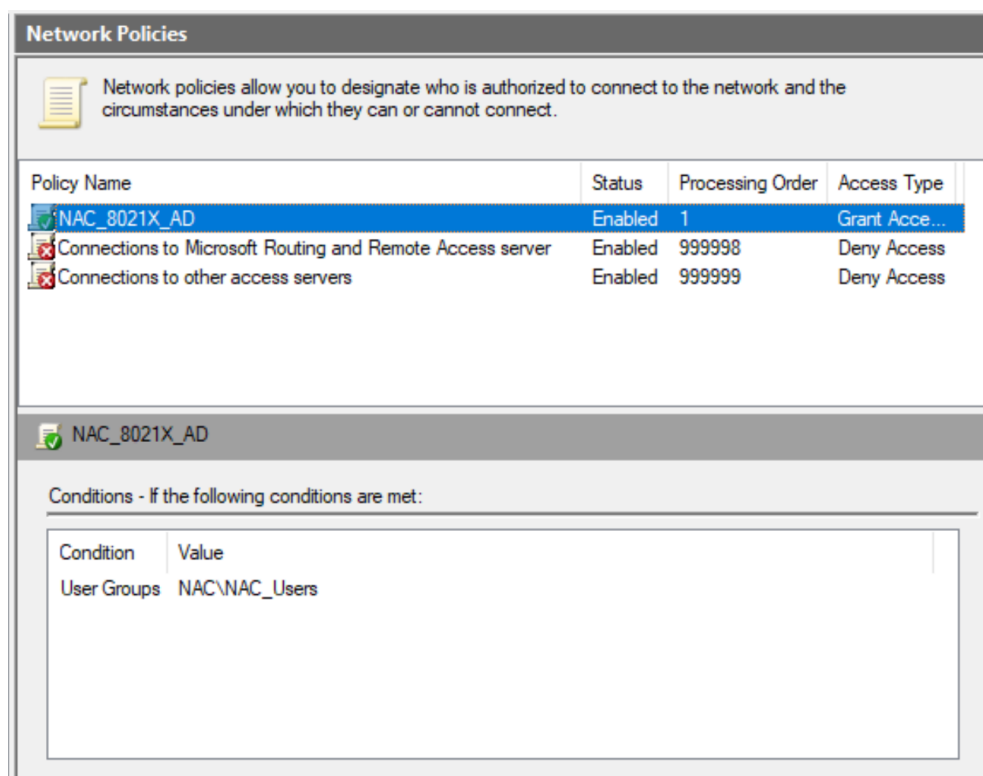 Network Policies
Network policies allow you to designate who is authorized to connect to the network and the
circumstances under which they can or cannot connect.
Policy Name Status Processing Order Access Type
NAC_8021X_AD Enabled 1 Grant Acce...
Connections to Microsoft Routing and Remote Access server Enabled 999998 Deny Access
Connections to other access servers Enabled 999999 Deny Access
NAC_8021X_AD
Conditions - If the following conditions are met:
Condition Value
User Groups NAC\NAC_Users